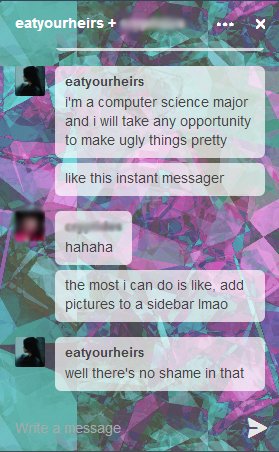 eatyourheirs +
eatyourheirs
i'm a computer science major
and i will take any opportunity
to make ugly things pretty
like this instant messager
hahaha
the most i can do is like, add
pictures to a sidebar lmao
eatyourheirs
well there's no shame in that
Write a message